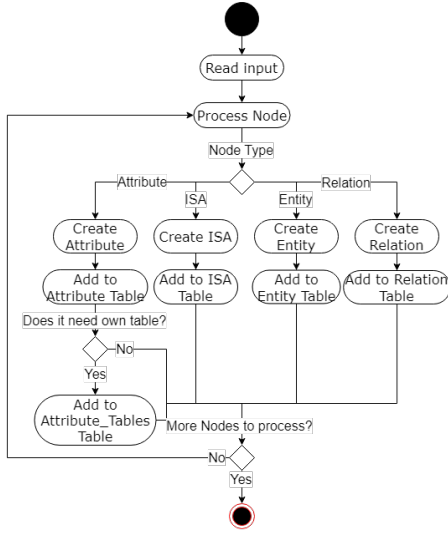 Read input
Process Node
Node Type
Attribute
ISA
Entity
Relation
Create
Attribute
Create ISA
Create
Entity
Create
Relation
Add to
Attribute Table
Add to ISA
Table
Add to
Entity Table
Add to Relation
Table
Does it need own table?
No
Yes
Add to
Attribute_Tables
Table
More Nodes to process?
No
Yes